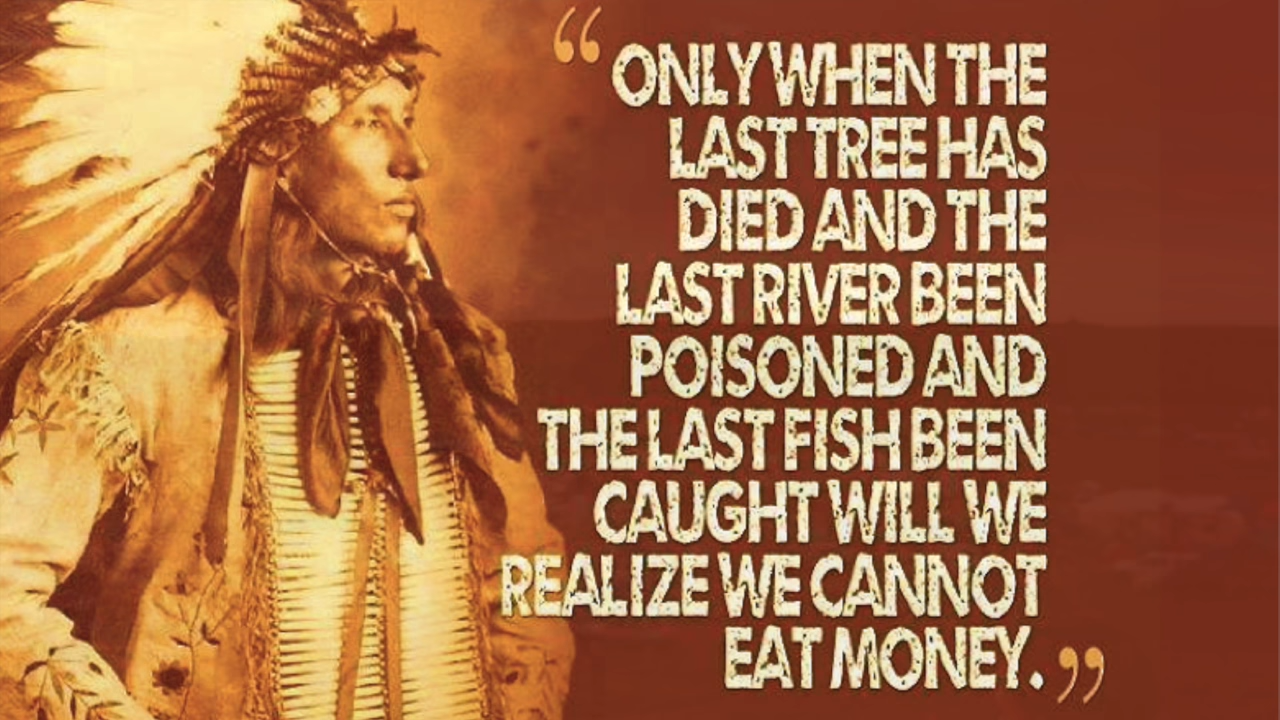 “ONLY WHEN THE
LAST TREE HAS
DIED AND THE
LAST RIVER BEEN
POISONED AND
THE LAST FISH BEEN
CAUGHT WILL WE
REALIZE WE CANNOT
EAT MONEY.”